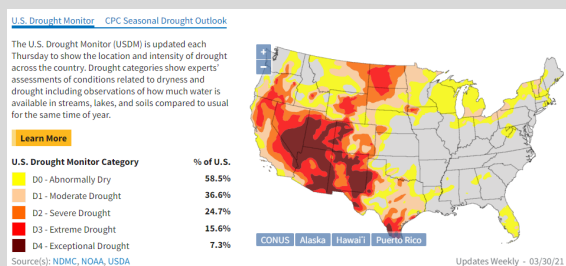 U.S. Drought Monitor CPC Seasonal Drought Outlook
The U.S. Drought Monitor (USDM) is updated each
Thursday to show the location and intensity of drought
across the country. Drought categories show experts'
assessments of conditions related to dryness and
drought including observations of how much water is
available in streams, lakes, and soils compared to usual
for the same time of year.
Learn More
U.S. Drought Monitor Category % of U.S.
D0 - Abnormally Dry 58.5%
D1 - Moderate Drought 36.6%
D2 - Severe Drought 24.7%
D3 - Extreme Drought 15.6%
D4 - Exceptional Drought 7.3%
Source(s): NDMC, NOAA, USDA
+
−
CONUS Alaska Hawai'i Puerto Rico
Updates Weekly - 03/30/21